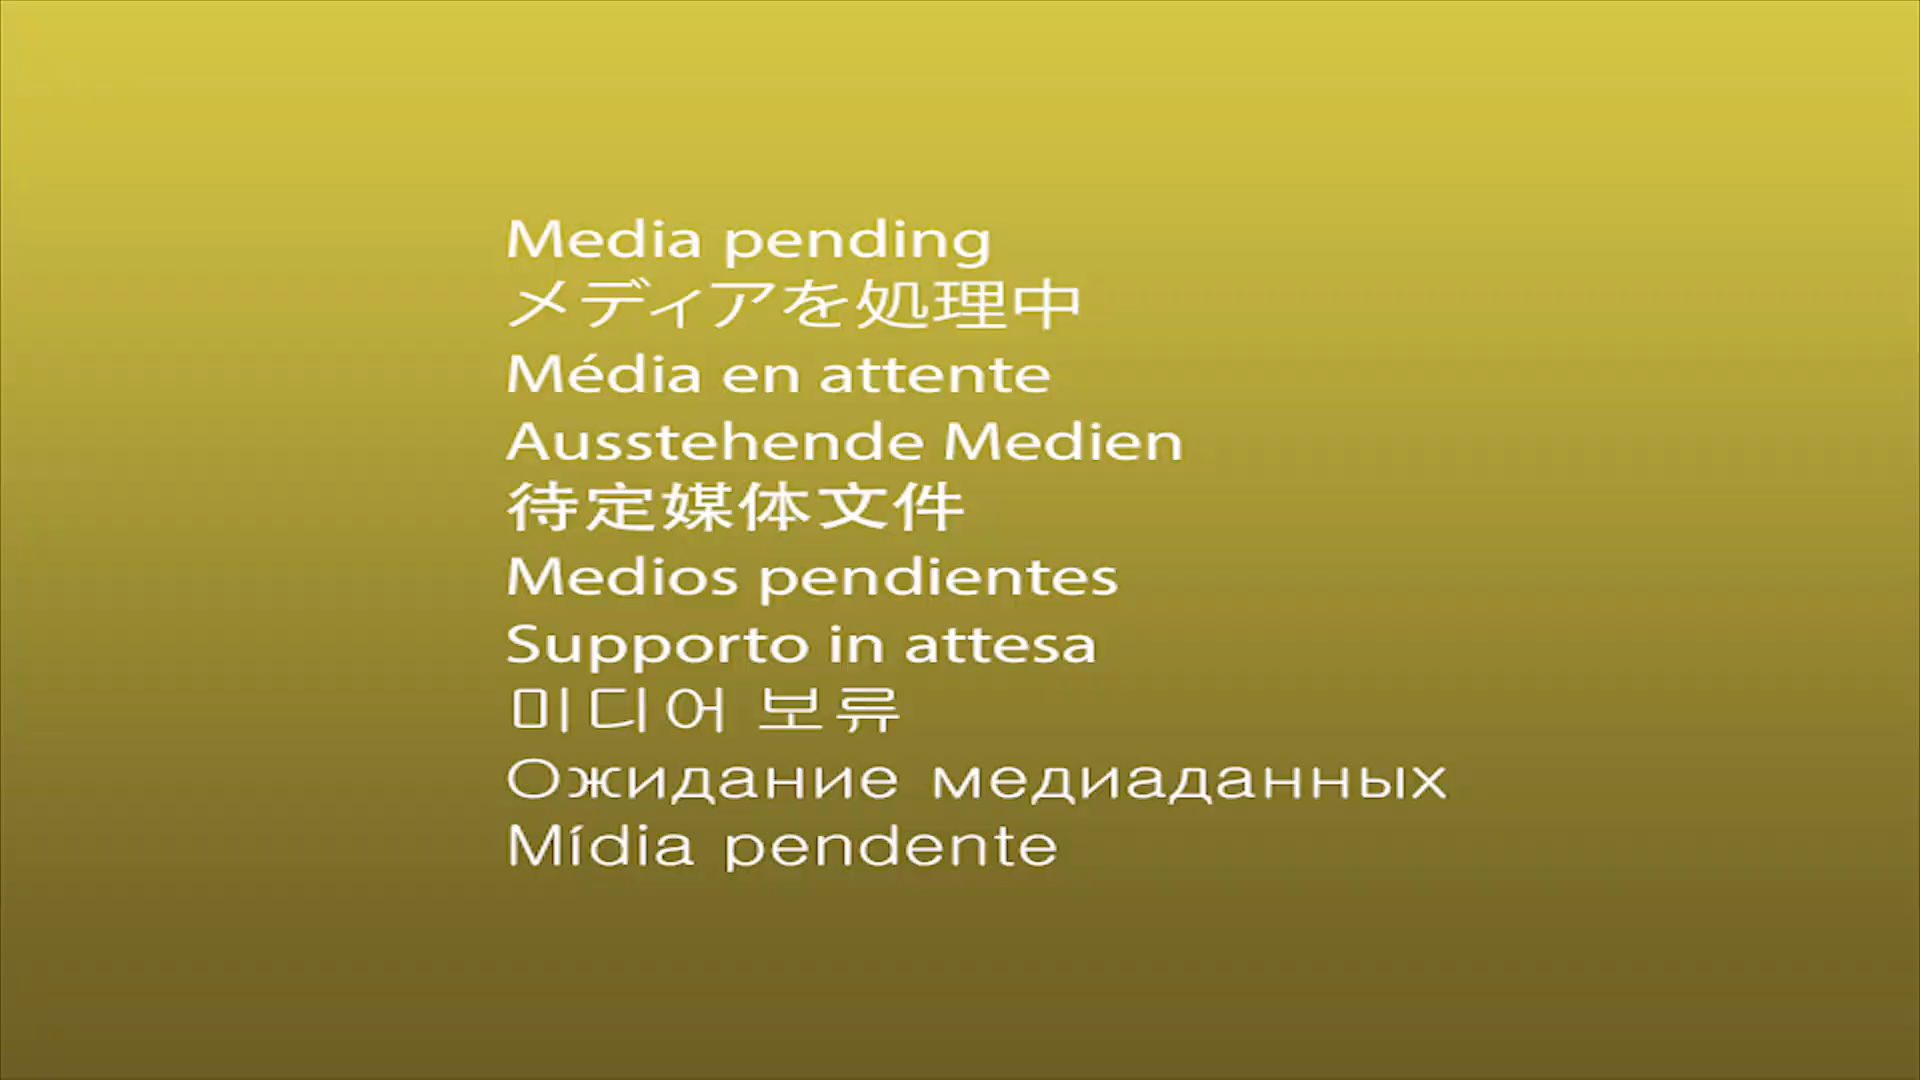 Media pending
メディアを処理中
Média en attente
Ausstehende Medien
待定媒体文件
Medios pendientes
Supporto in attesa
미디어 보류
Ожидание медиаданных
Mídia pendente